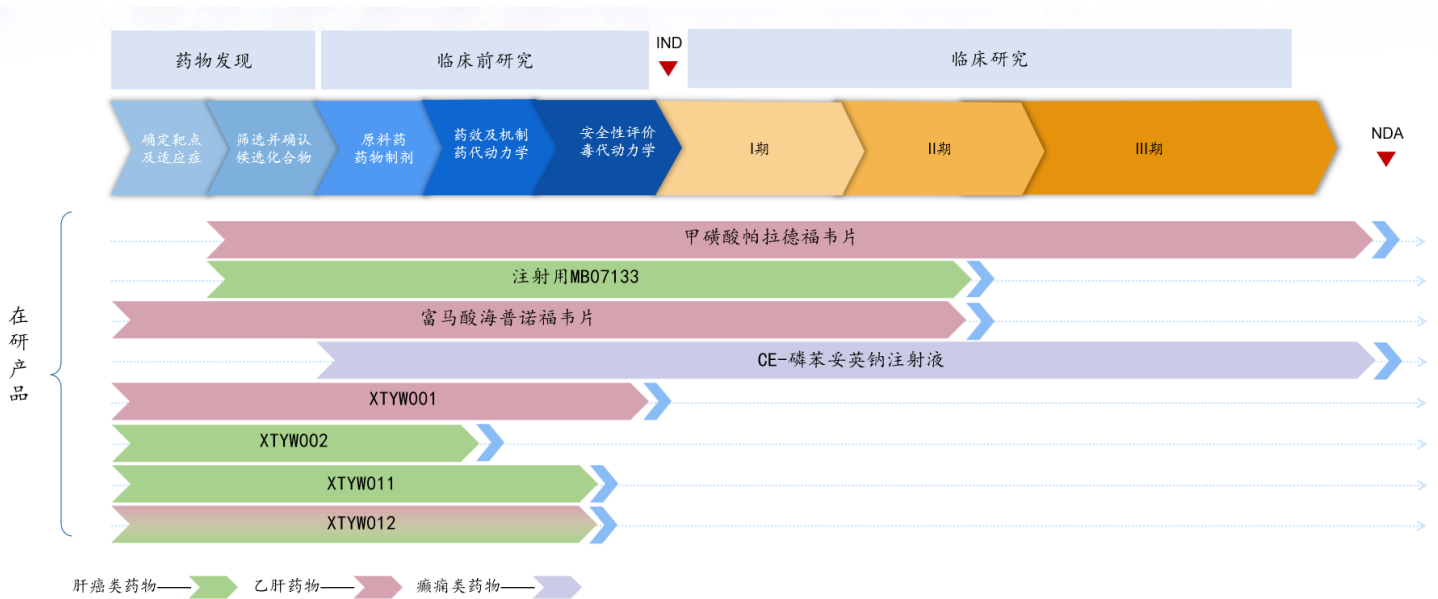 药物发现
临床前研究
IND
临床研究
确定靶点
及适应症
筛选并确认
候选化合物
原料药
药物制剂
药效及机制
药代动力学
安全性评价
毒代动力学
I期
II期
III期
NDA
在研产品
甲磺酸帕拉德福韦片
注射用MB07133
富马酸海普诺福韦片
CE-磷苯妥英钠注射液
XTYW001
XTYW002
XTYW011
XTYW012
肝癌类药物
乙肝药物
癫痫类药物